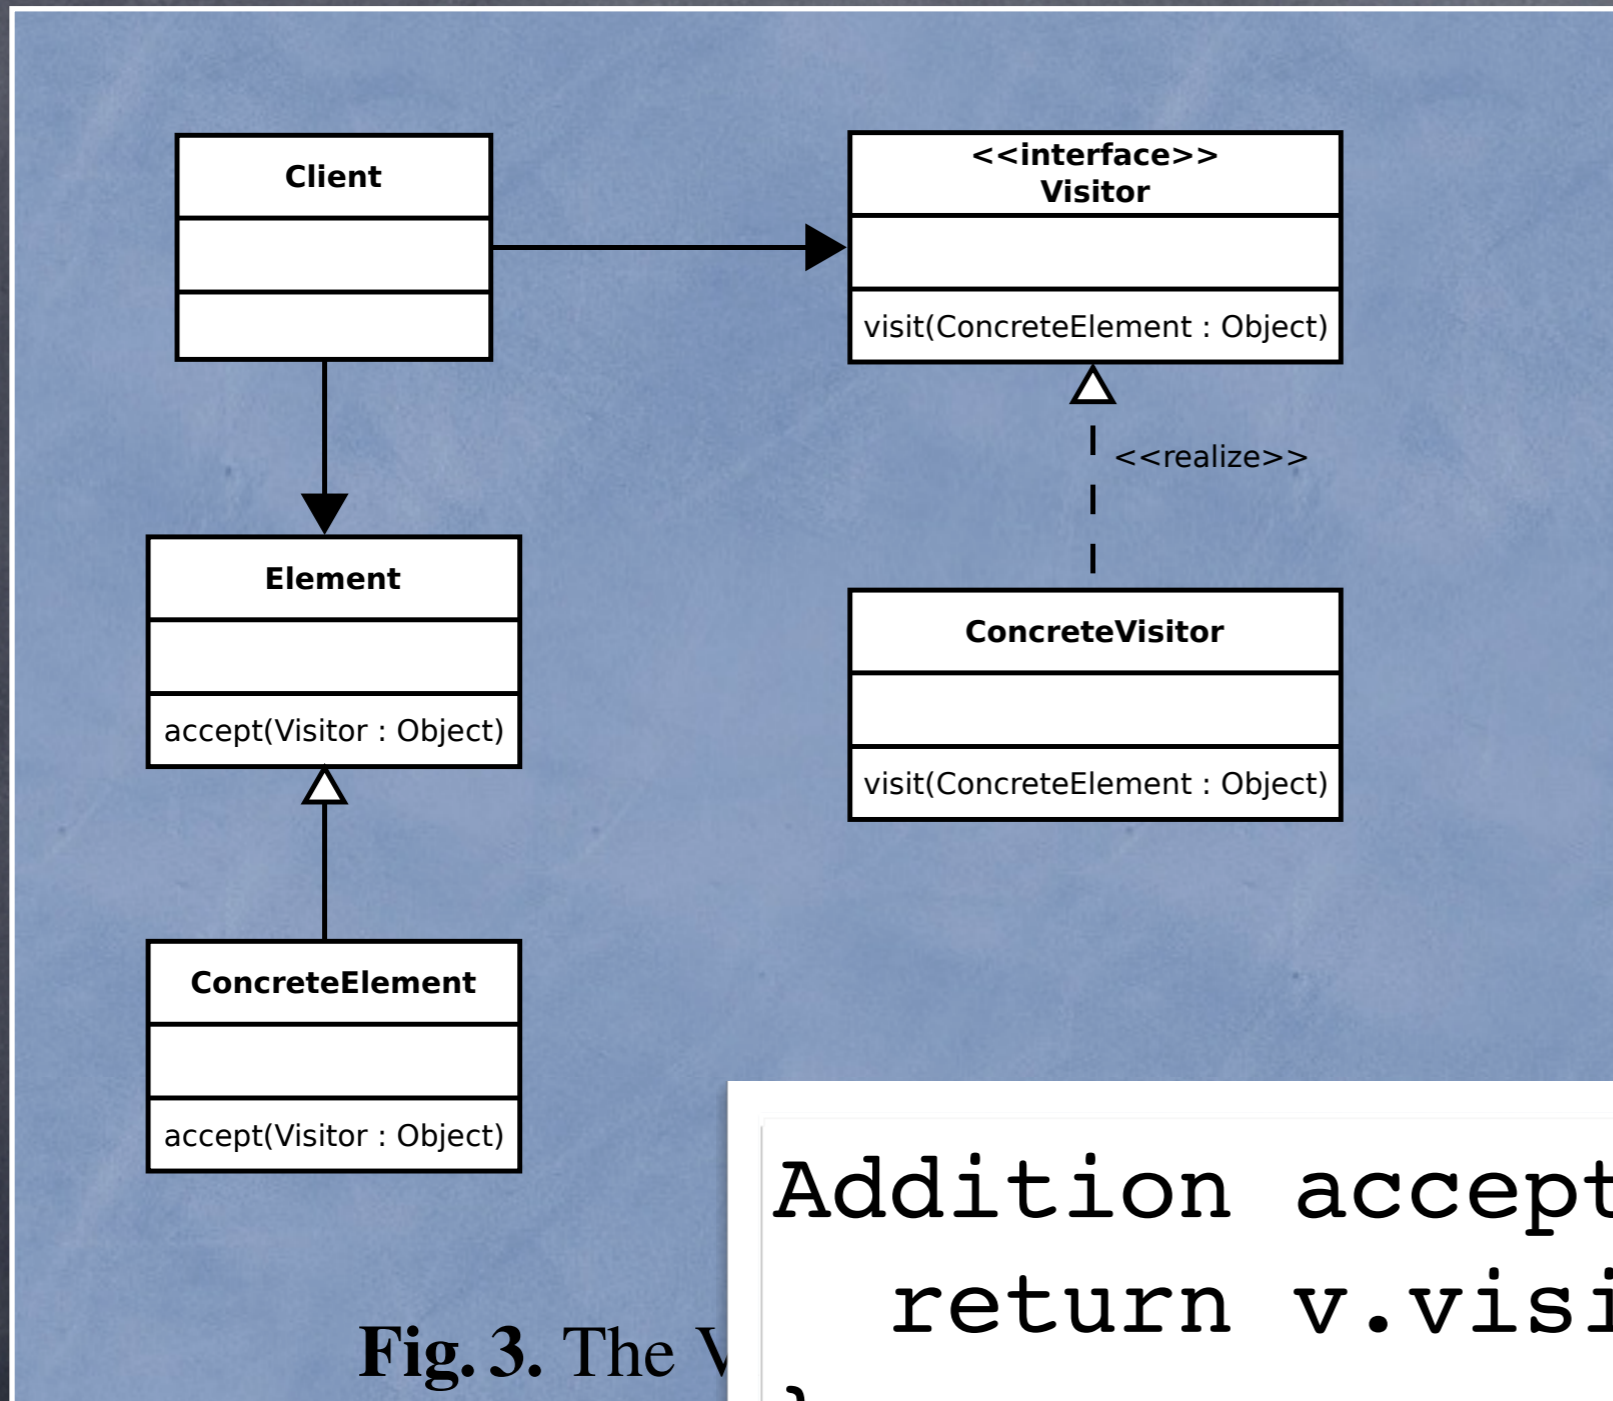 Client
<<interface>>
Visitor
visit(ConcreteElement : Object)
<<realize>>
Element
accept(Visitor : Object)
ConcreteVisitor
visit(ConcreteElement : Object)
ConcreteElement
accept(Visitor : Object)
Addition accept
return v.visi
Fig. 3. The V